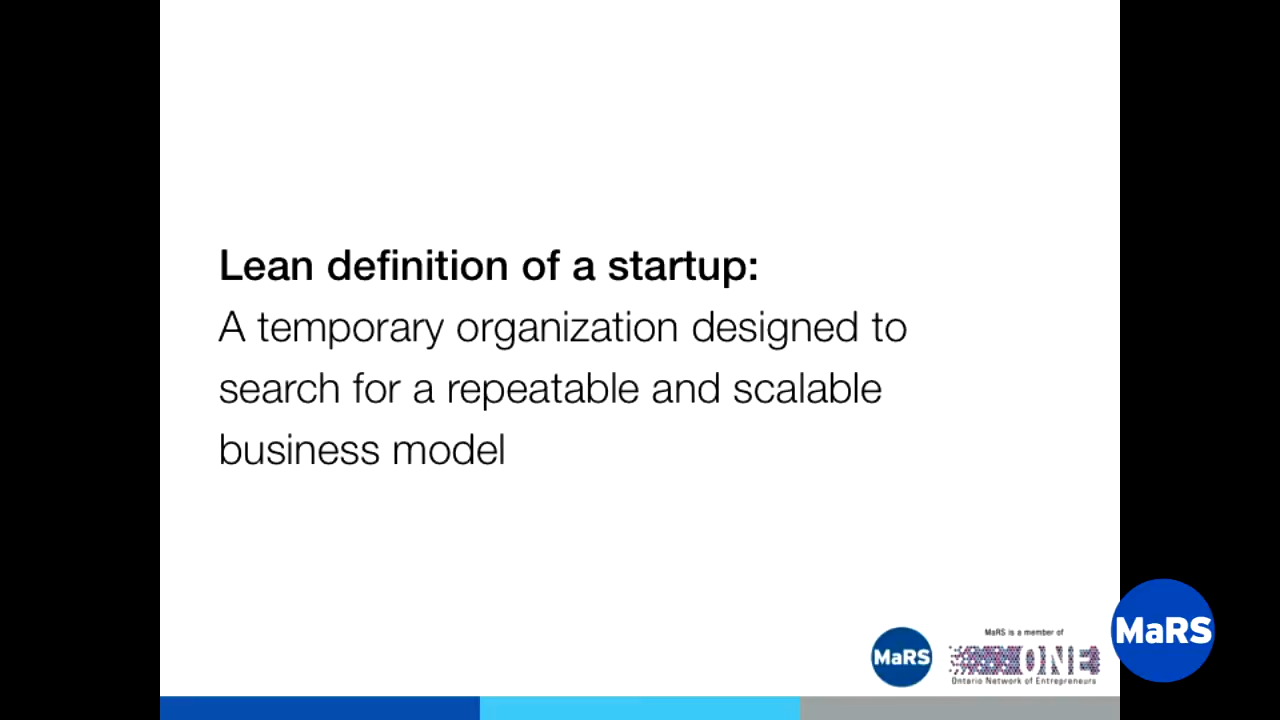 Lean definition of a startup:
A temporary organization designed to
search for a repeatable and scalable
business model
MaRS is a member of
MaRS
ONE
Ontario Network of Entrepreneurs
MaRS